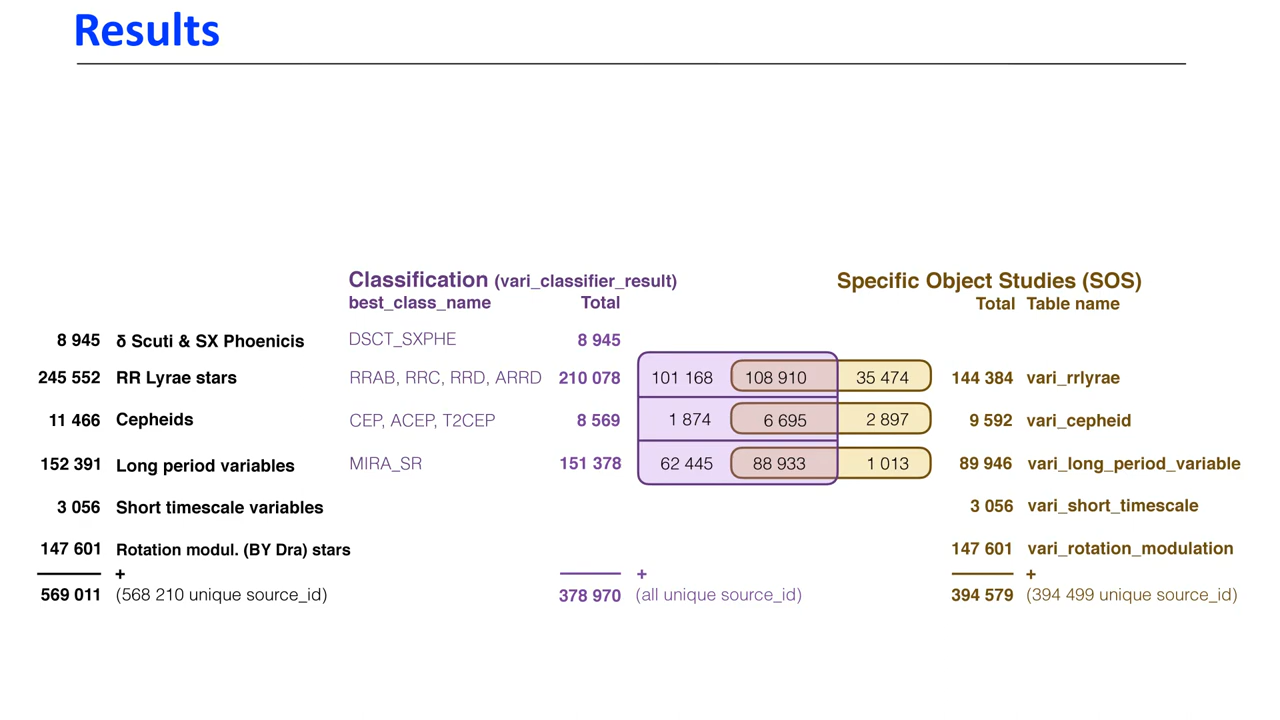 Results
Classification (vari_classifier_result) Specific Object Studies (SOS)
best_class_name Total Total Table name
8 945 δ Scuti & SX Phoenicis DSCT_SXPHE 8 945
245 552 RR Lyrae stars RRAB, RRC, RRD, ARRD 210 078 101 168 108 910 35 474 144 384 vari_rrlyrae
11 466 Cepheids CEP, ACEP, T2CEP 8 569 1 874 6 695 2 897 9 592 vari_cepheid
152 391 Long period variables MIRA_SR 151 378 62 445 88 933 1 013 89 946 vari_long_period_variable
3 056 Short timescale variables 3 056 vari_short_timescale
147 601 Rotation modul. (BY Dra) stars 147 601 vari_rotation_modulation
+ + +
569 011 (568 210 unique source_id) 378 970 (all unique source_id) 394 579 (394 499 unique source_id)